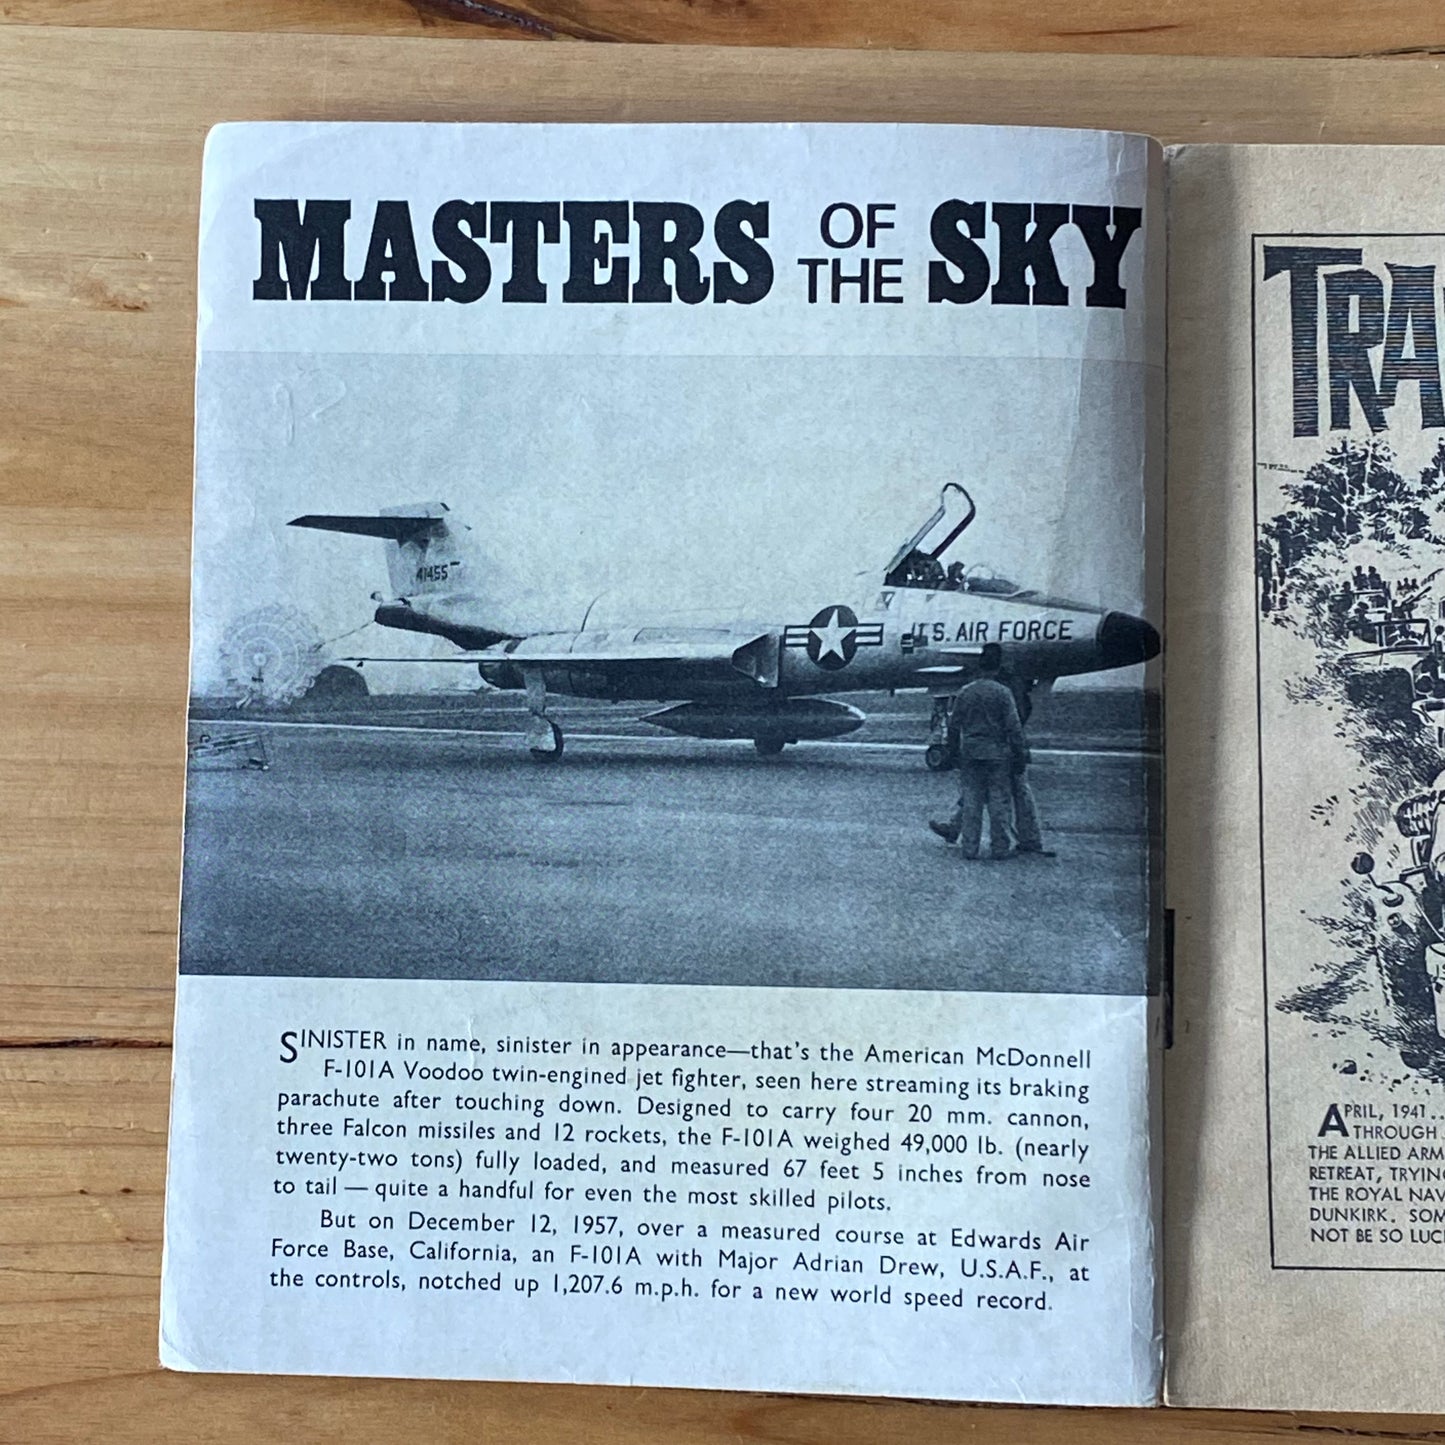 MASTERS OF THE SKY
41455
U.S. AIR FORCE
SINISTER in name, sinister in appearance—that's the American McDonnell
F-101A Voodoo twin-engined jet fighter, seen here streaming its braking
parachute after touching down. Designed to carry four 20 mm. cannon,
three Falcon missiles and 12 rockets, the F-101A weighed 49,000 lb. (nearly
twenty-two tons) fully loaded, and measured 67 feet 5 inches from nose
to tail — quite a handful for even the most skilled pilots.
But on December 12, 1957, over a measured course at Edwards Air
Force Base, California, an F-101A with Major Adrian Drew, U.S.A.F., at
the controls, notched up 1,207.6 m.p.h. for a new world speed record.
TRA
APRIL, 1941..
THROUGH
THE ALLIED ARM
RETREAT, TRYING
THE ROYAL NAV
DUNKIRK. SOM
NOT BE SO LUC